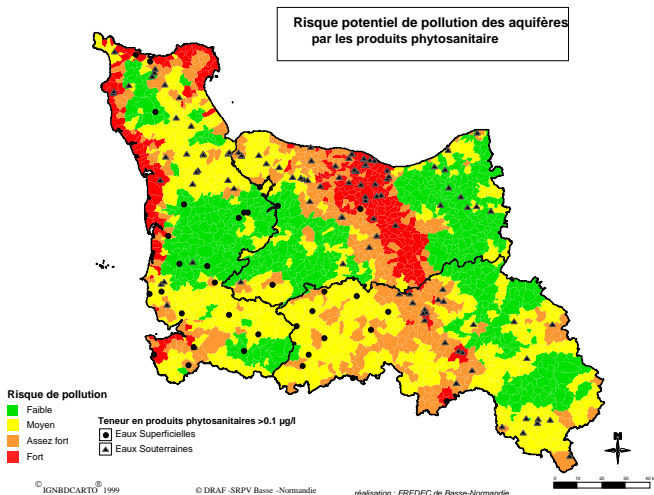 Risque potentiel de pollution des aquifères
par les produits phytosanitaire
Risque de pollution
Faible
Moyen
Assez fort
Fort
Teneur en produits phytosanitaires >0.1 µg/l
Eaux Superficielles
Eaux Souterraines
N
0 10 20 30 40 km
© IGNBDCARTO® 1999
© DRAF -SRPV Basse -Normandie
réalisation : FREDEC de Basse-Normandie